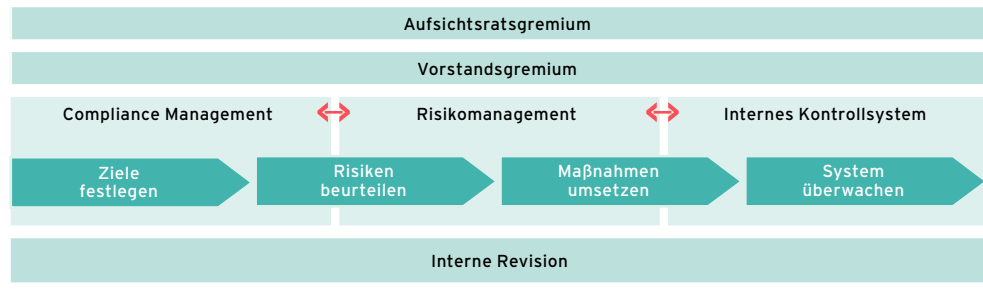 Aufsichtsratsgremium
Vorstandsgremium
Compliance Management
Risikomanagement
Internes Kontrollsystem
Ziele
festlegen
Risiken
beurteilen
Maßnahmen
umsetzen
System
überwachen
Interne Revision